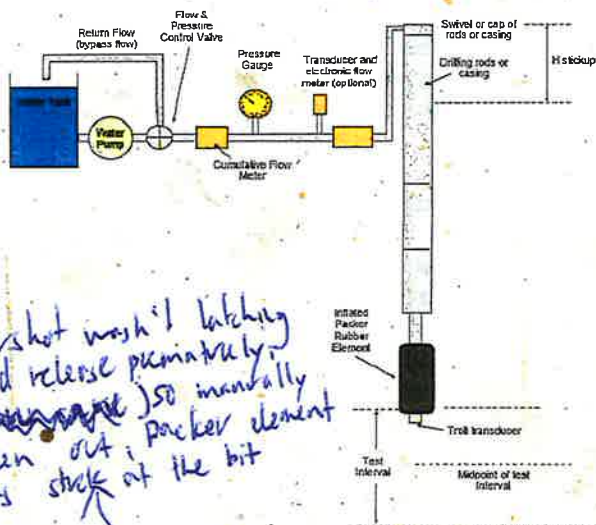 Flow &
Pressure
Control Valve
Return Flow
(bypass flow)
Pressure
Gauge
Transducer and
electronic flow
meter (optional)
Swivel or cap of
rods or casing
H stickup
Drilling rods or
casing
Water Tank
Water
Pump
Cumulative Flow
Meter
Inflated
Packer
Rubber
Element
Troll transducer
Test
Interval
Midpoint of test
Interval
shot wasn't latching
release
so manually
out, packer element
stuck at the bit